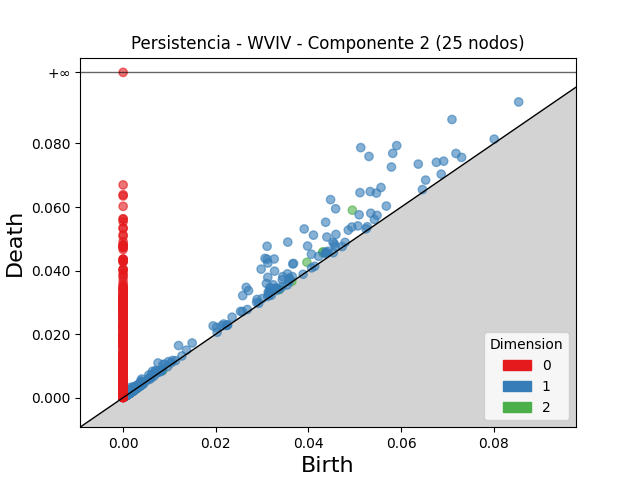 Persistencia - WVIV - Componente 2 (25 nodos)
+∞
0.080
0.060
0.040
0.020
0.000
Death
0.00 0.02 0.04 0.06 0.08
Birth
Dimension
0
1
2